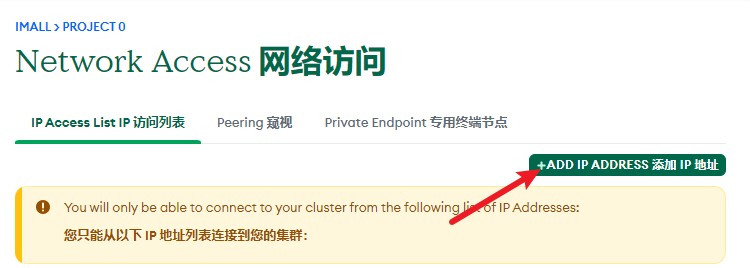 IMALL > PROJECT 0
Network Access 网络访问
IP Access List IP 访问列表 Peering 窥视 Private Endpoint 专用终端节点
+ADD IP ADDRESS 添加 IP 地址
You will only be able to connect to your cluster from the following list of IP Addresses:
您只能从以下 IP 地址列表连接到您的集群：